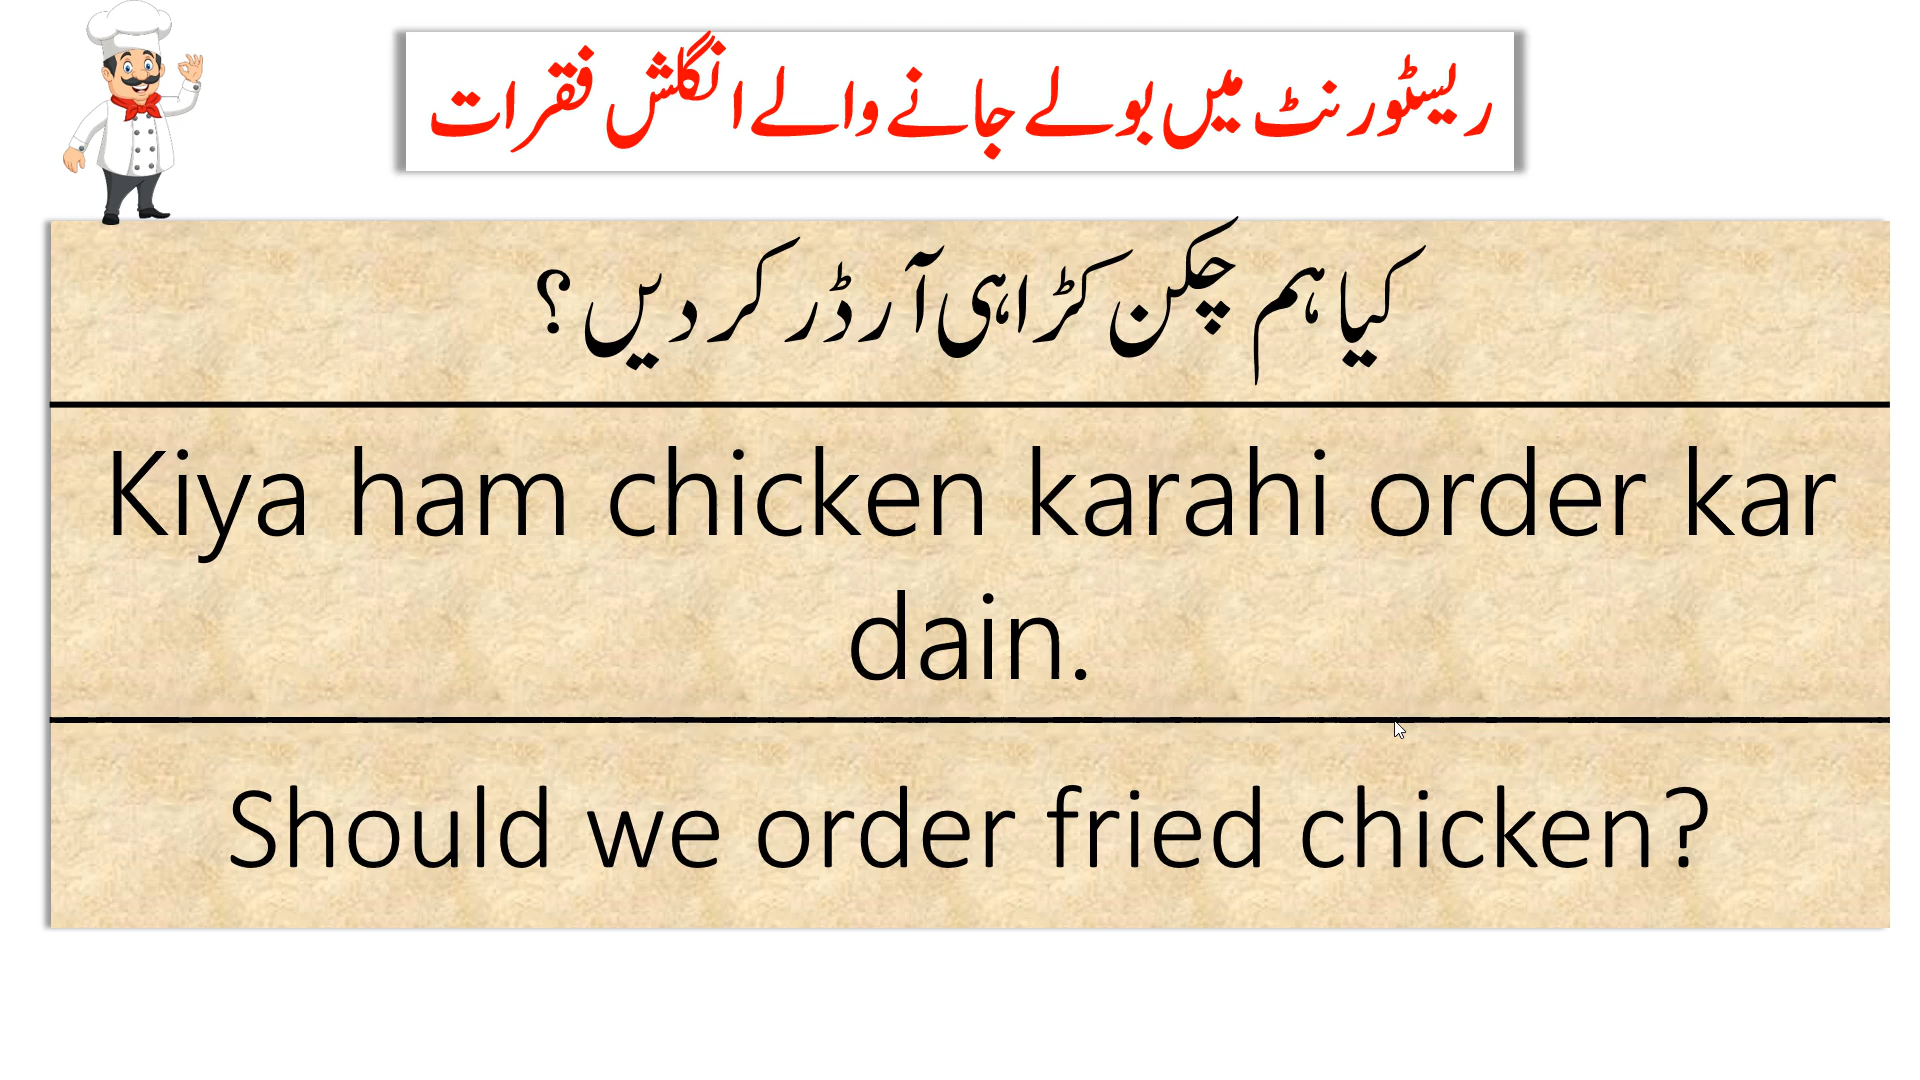 ریسٹورنٹ میں بولے جانے والے انگلش فقرات
کیا ہم چکن کڑاہی آرڈر کر دیں؟
Kiya ham chicken karahi order kar
dain.
Should we order fried chicken?